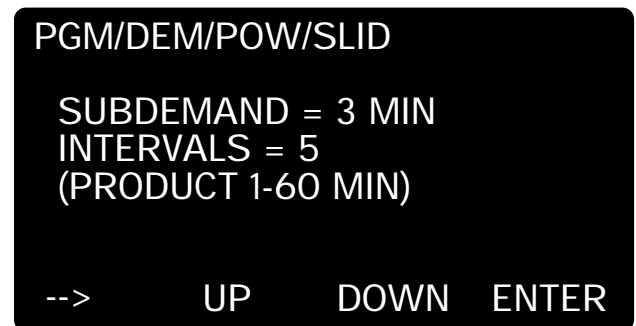 PGM/DEM/POW/SLID
SUBDEMAND = 3 MIN
INTERVALS = 5
(PRODUCT 1-60 MIN)
--> UP DOWN ENTER